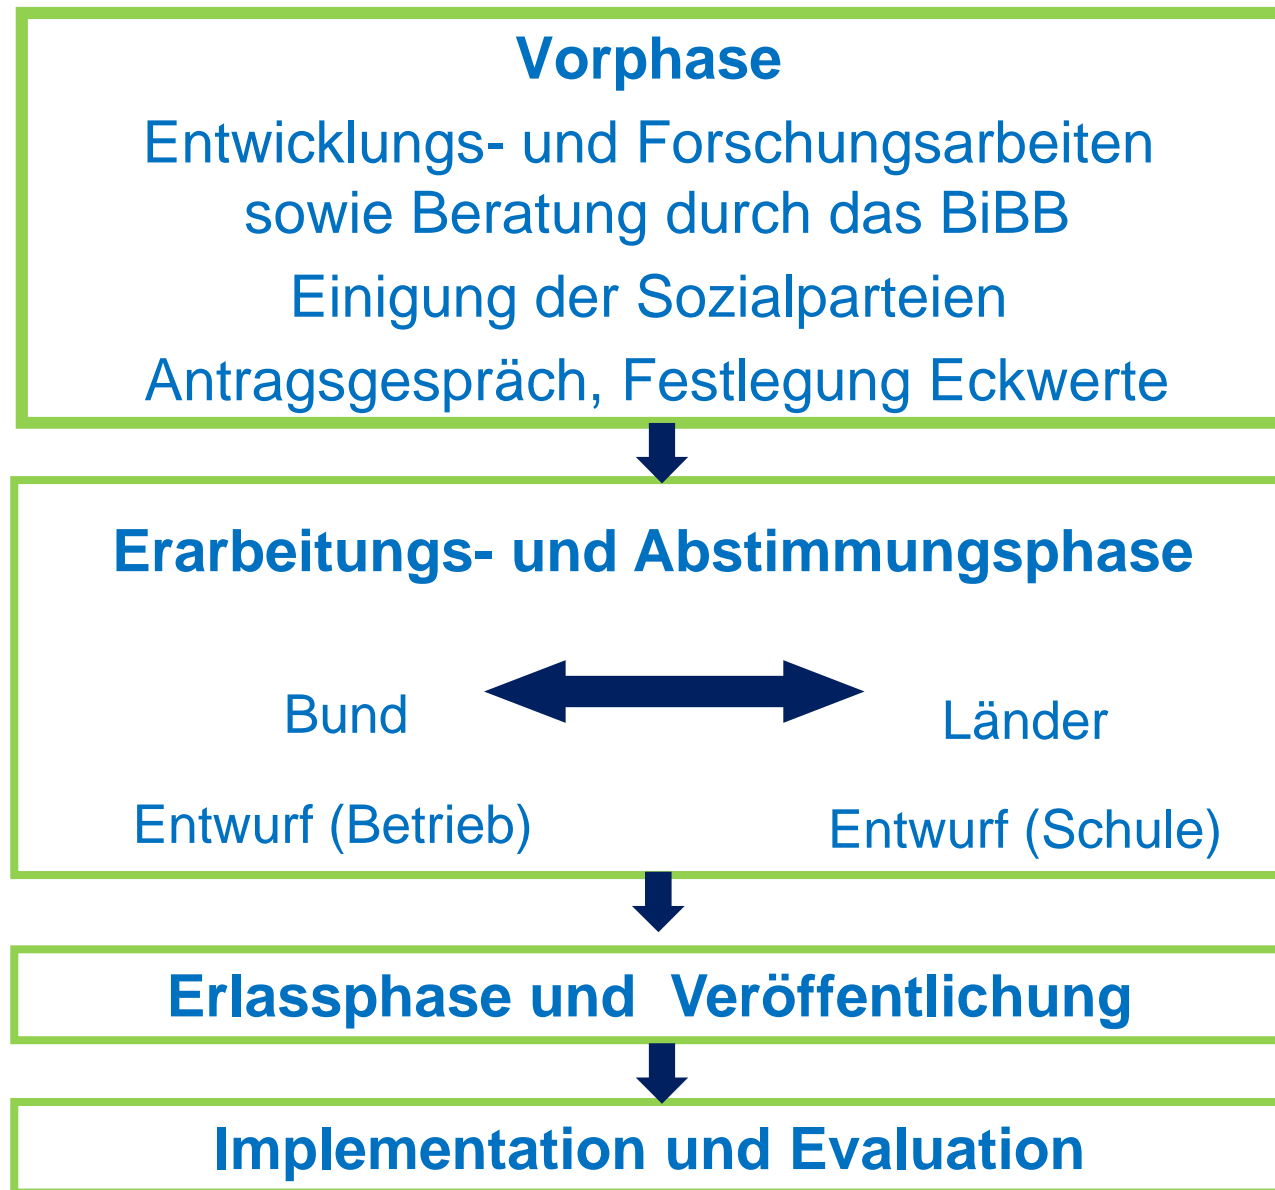 Vorphase
Entwicklungs- und Forschungsarbeiten
sowie Beratung durch das BiBB
Einigung der Sozialparteien
Antragsgespräch, Festlegung Eckwerte
Erarbeitungs- und Abstimmungsphase
Bund
Länder
Entwurf (Betrieb)
Entwurf (Schule)
Erlassphase und Veröffentlichung
Implementation und Evaluation